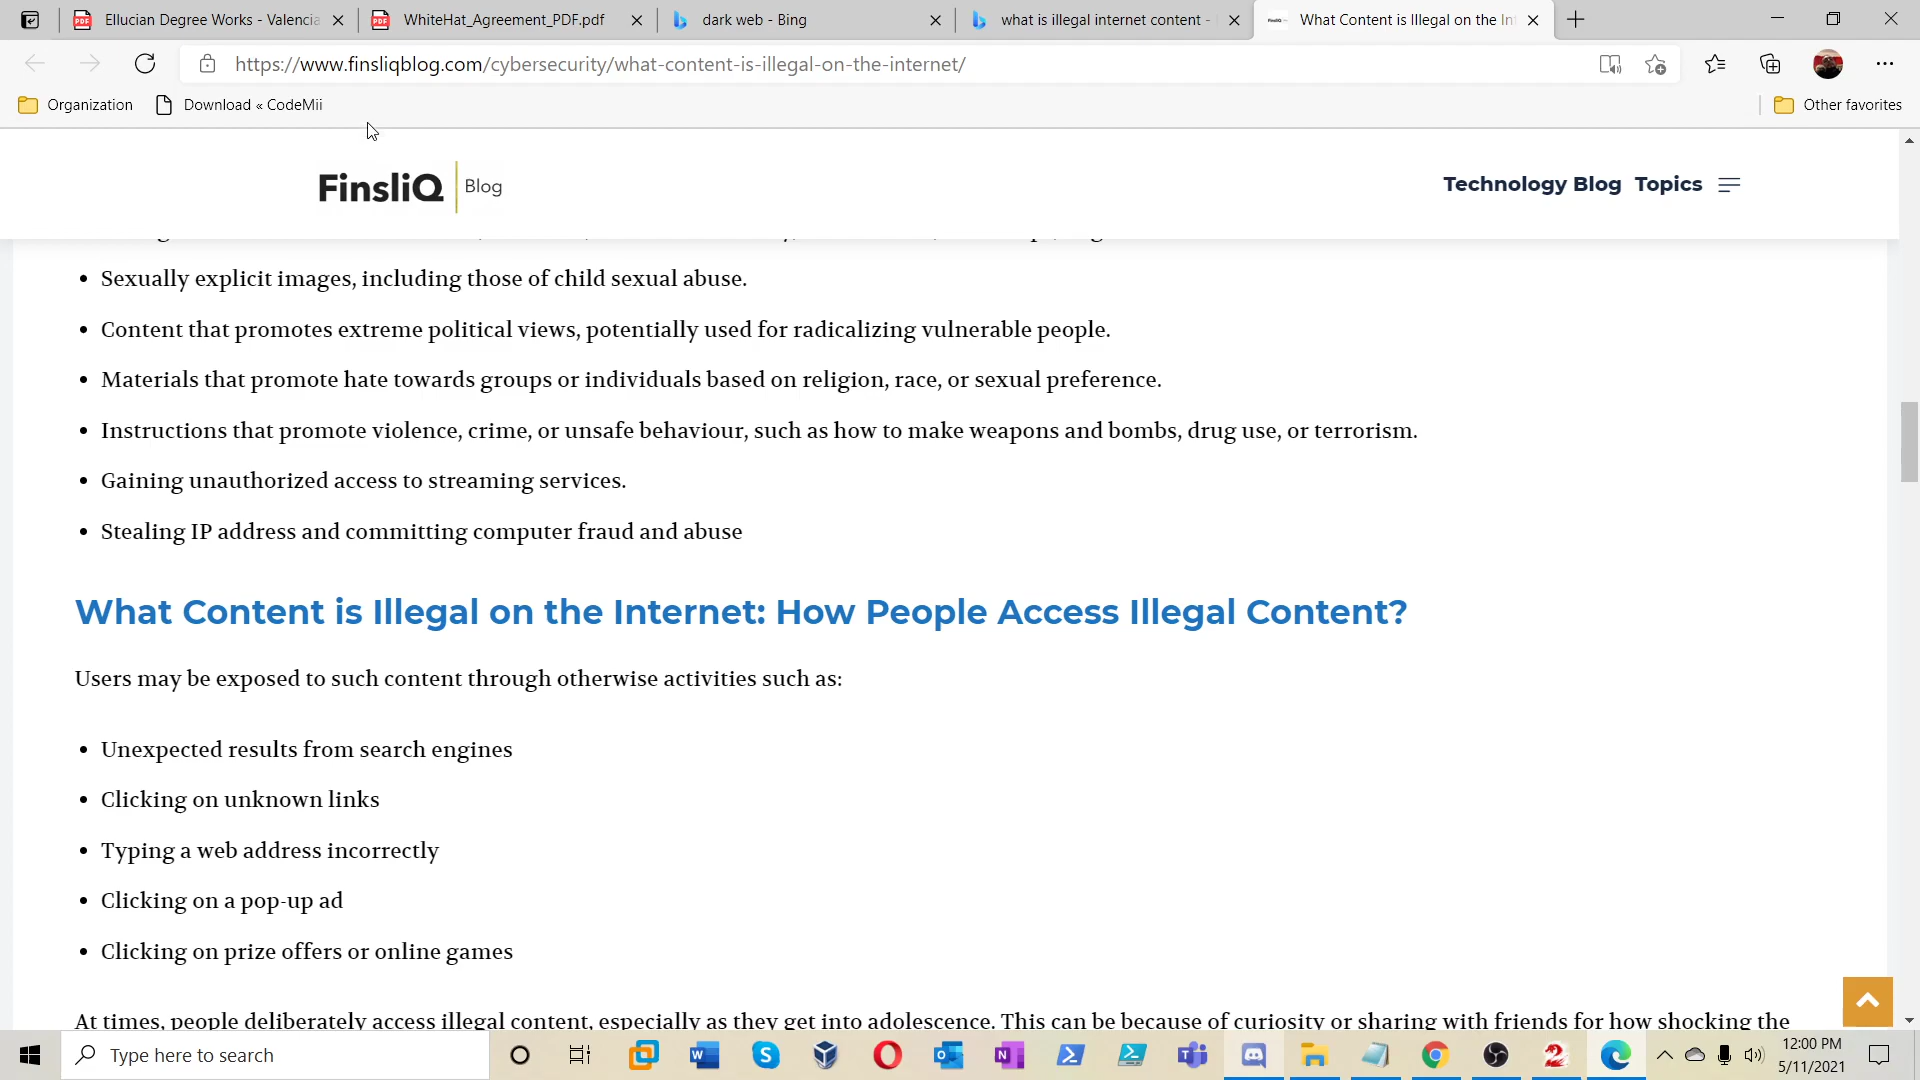 Ellucian Degree Works - Valencia
WhiteHat_Agreement_PDF.pdf
dark web - Bing
what is illegal internet content -
What Content is Illegal on the Int
https://www.finsliqblog.com/cybersecurity/what-content-is-illegal-on-the-internet/
Organization
Download « CodeMii
Other favorites
FinsliQ Blog
Technology Blog Topics
• Sexually explicit images, including those of child sexual abuse.
• Content that promotes extreme political views, potentially used for radicalizing vulnerable people.
• Materials that promote hate towards groups or individuals based on religion, race, or sexual preference.
• Instructions that promote violence, crime, or unsafe behaviour, such as how to make weapons and bombs, drug use, or terrorism.
• Gaining unauthorized access to streaming services.
• Stealing IP address and committing computer fraud and abuse
What Content is Illegal on the Internet: How People Access Illegal Content?
Users may be exposed to such content through otherwise activities such as:
• Unexpected results from search engines
• Clicking on unknown links
• Typing a web address incorrectly
• Clicking on a pop-up ad
• Clicking on prize offers or online games
At times, people deliberately access illegal content, especially as they get into adolescence. This can be because of curiosity or sharing with friends for how shocking the
Type here to search
12:00 PM
5/11/2021